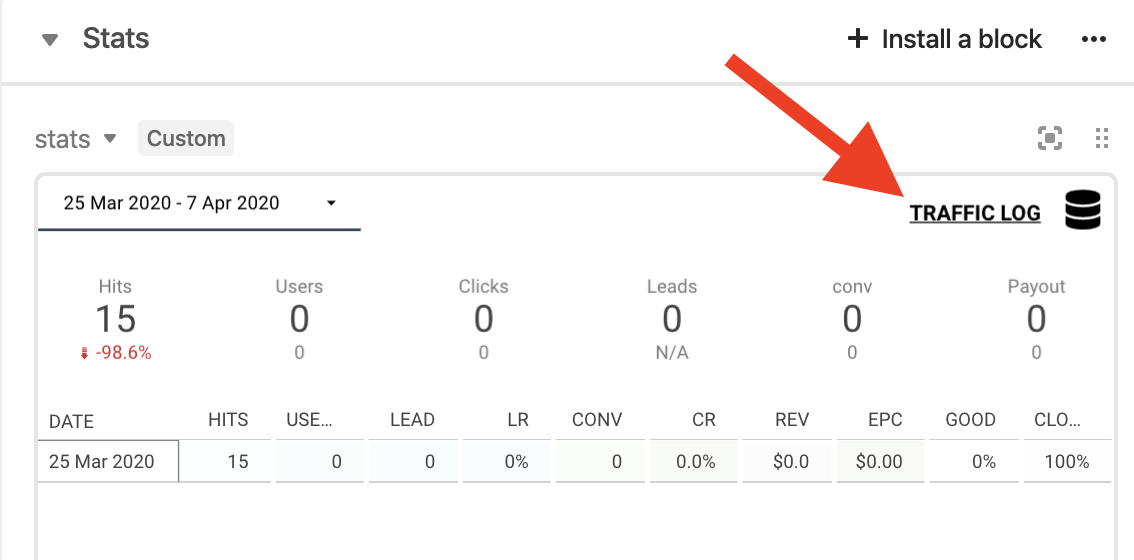 Stats + Install a block ...
stats Custom
25 Mar 2020 - 7 Apr 2020 TRAFFIC LOG
Hits Users Clicks Leads conv Payout
15 0 0 0 0 0
-98.6% 0 0 N/A 0 0
DATE HITS USE... LEAD LR CONV CR REV EPC GOOD CLO...
25 Mar 2020 15 0 0 0% 0 0.0% $0.0 $0.00 0% 100%